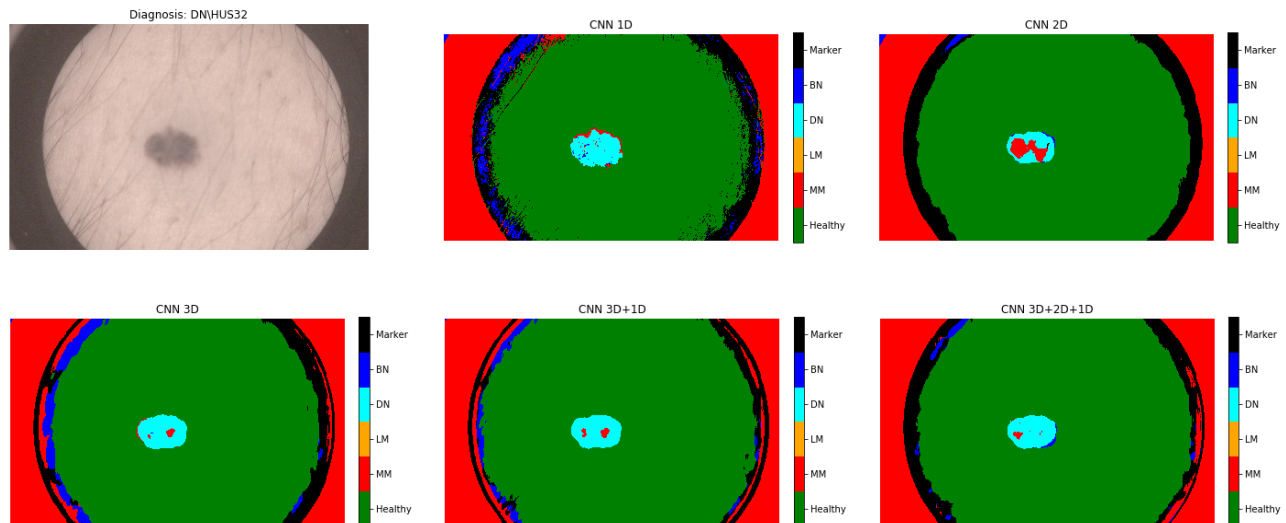 Diagnosis: DN\HUS32
CNN 1D
Marker
BN
DN
LM
MM
Healthy
CNN 2D
Marker
BN
DN
LM
MM
Healthy
CNN 3D
Marker
BN
DN
LM
MM
Healthy
CNN 3D+1D
Marker
BN
DN
LM
MM
Healthy
CNN 3D+2D+1D
Marker
BN
DN
LM
MM
Healthy